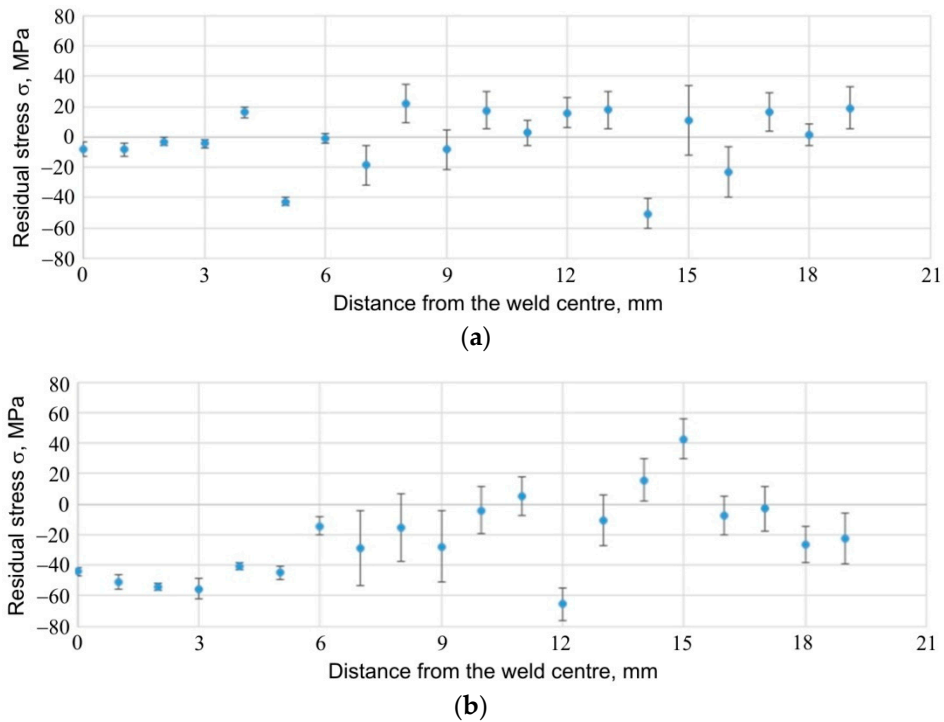 80
60
40
20
0
−20
−40
−60
−80
Residual stress σ, MPa
0 3 6 9 12 15 18 21
Distance from the weld centre, mm
(a)
80
60
40
20
0
−20
−40
−60
−80
Residual stress σ, MPa
0 3 6 9 12 15 18 21
Distance from the weld centre, mm
(b)